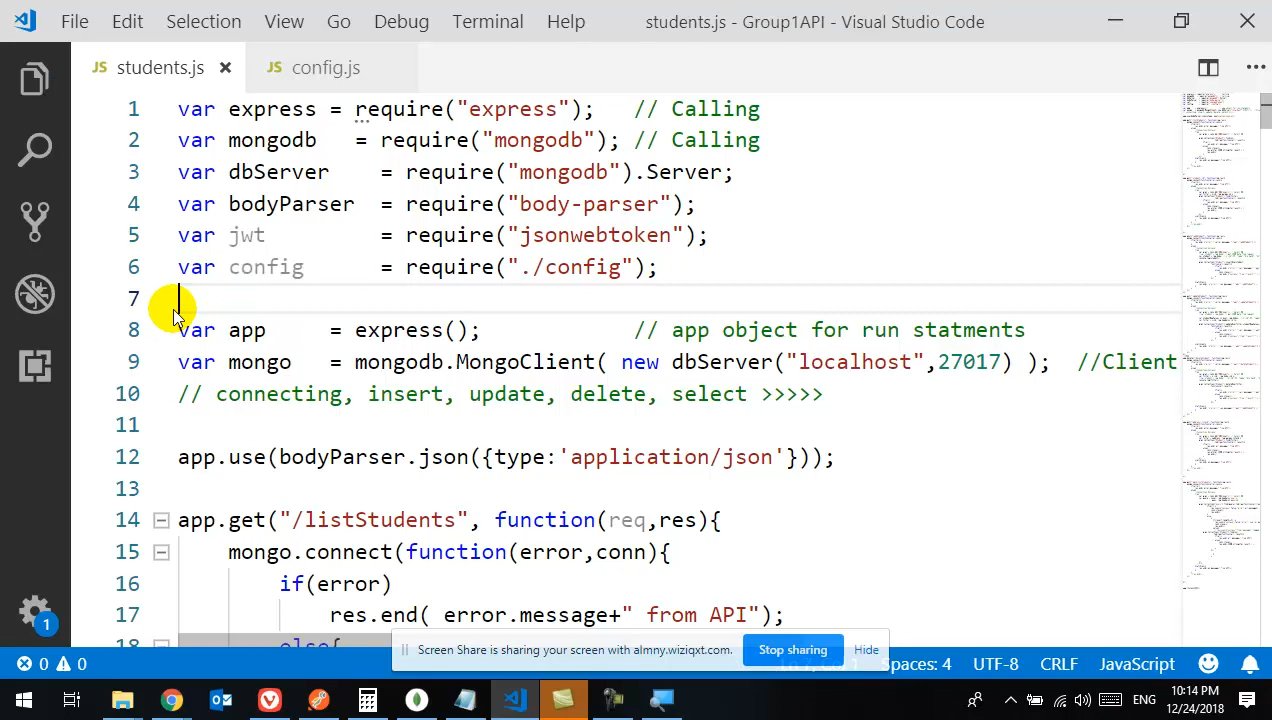 File Edit Selection View Go Debug Terminal Help students.js - Group1API - Visual Studio Code
JS students.js JS config.js
1 var express = require("express"); // Calling
2 var mongodb = require("mongodb"); // Calling
3 var dbServer = require("mongodb").Server;
4 var bodyParser = require("body-parser");
5 var jwt = require("jsonwebtoken");
6 var config = require("./config");
7
8 var app = express(); // app object for run statments
9 var mongo = mongodb.MongoClient( new dbServer("localhost",27017) ); //Client
10 // connecting, insert, update, delete, select >>>>>
11
12 app.use(bodyParser.json({type:'application/json'}));
13
14 app.get("/listStudents", function(req,res){
15 mongo.connect(function(error,conn){
16 if(error)
17 res.end( error.message+" from API");
18 else{
Screen Share is sharing your screen with almny.wiziqxt.com. Stop sharing Hide
1
0 0 Spaces: 4 UTF-8 CRLF JavaScript
ENG 10:14 PM
12/24/2018